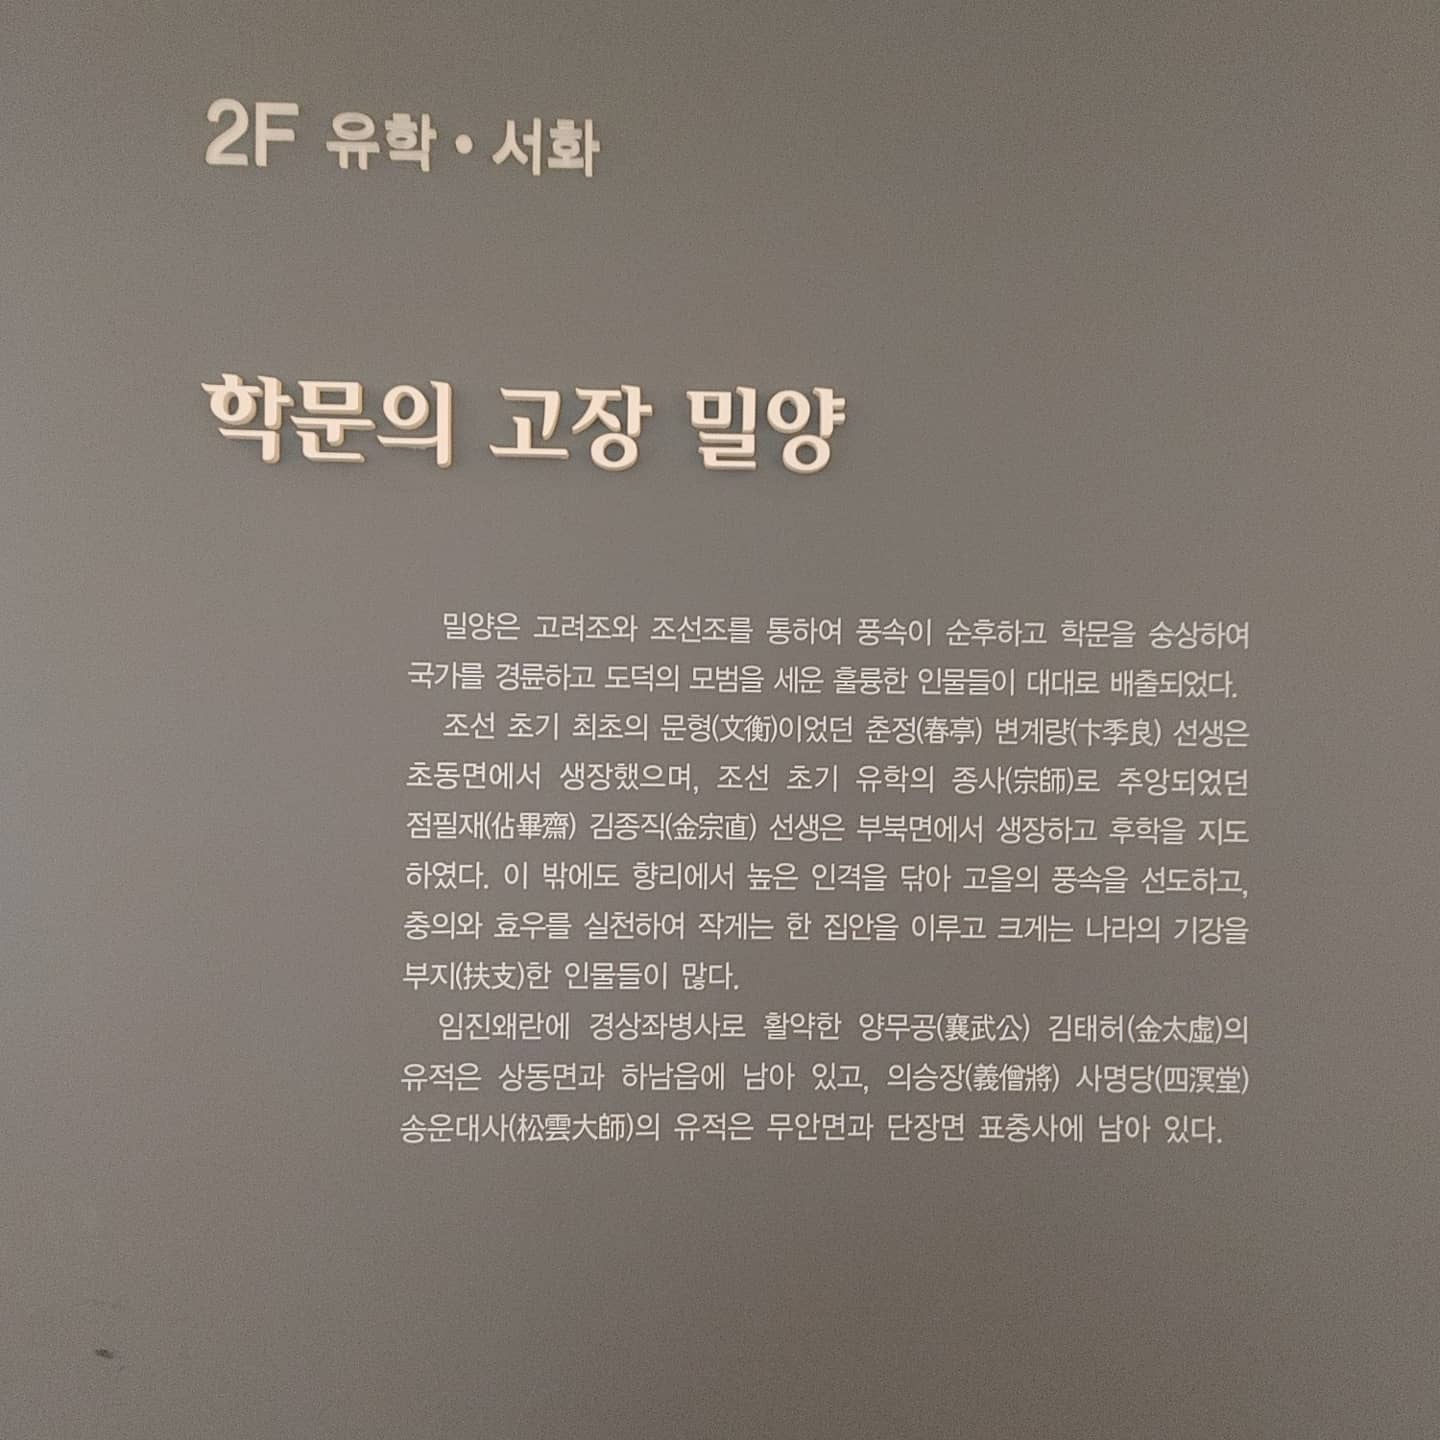 2F 유학 • 서화
학문의 고장 밀양
밀양은 고려조와 조선조를 통하여 풍속이 순후하고 학문을 숭상하여
국가를 경륜하고 도덕의 모범을 세운 훌륭한 인물들이 대대로 배출되었다.
조선 초기 최초의 문형(文衡)이었던 춘정(春亭) 변계량(卞季良) 선생은
초동면에서 생장했으며, 조선 초기 유학의 종사(宗師)로 추앙되었던
점필재(佔畢齋) 김종직(金宗直) 선생은 부북면에서 생장하고 후학을 지도
하였다. 이 밖에도 향리에서 높은 인격을 닦아 고을의 풍속을 선도하고,
충의와 효우를 실천하여 작게는 한 집안을 이루고 크게는 나라의 기강을
부지(扶支)한 인물들이 많다.
임진왜란에 경상좌병사로 활약한 양무공(襄武公) 김태허(金太虛)의
유적은 상동면과 하남읍에 남아 있고, 의승장(義僧將) 사명당(四溟堂)
송운대사(松雲大師)의 유적은 무안면과 단장면 표충사에 남아 있다.